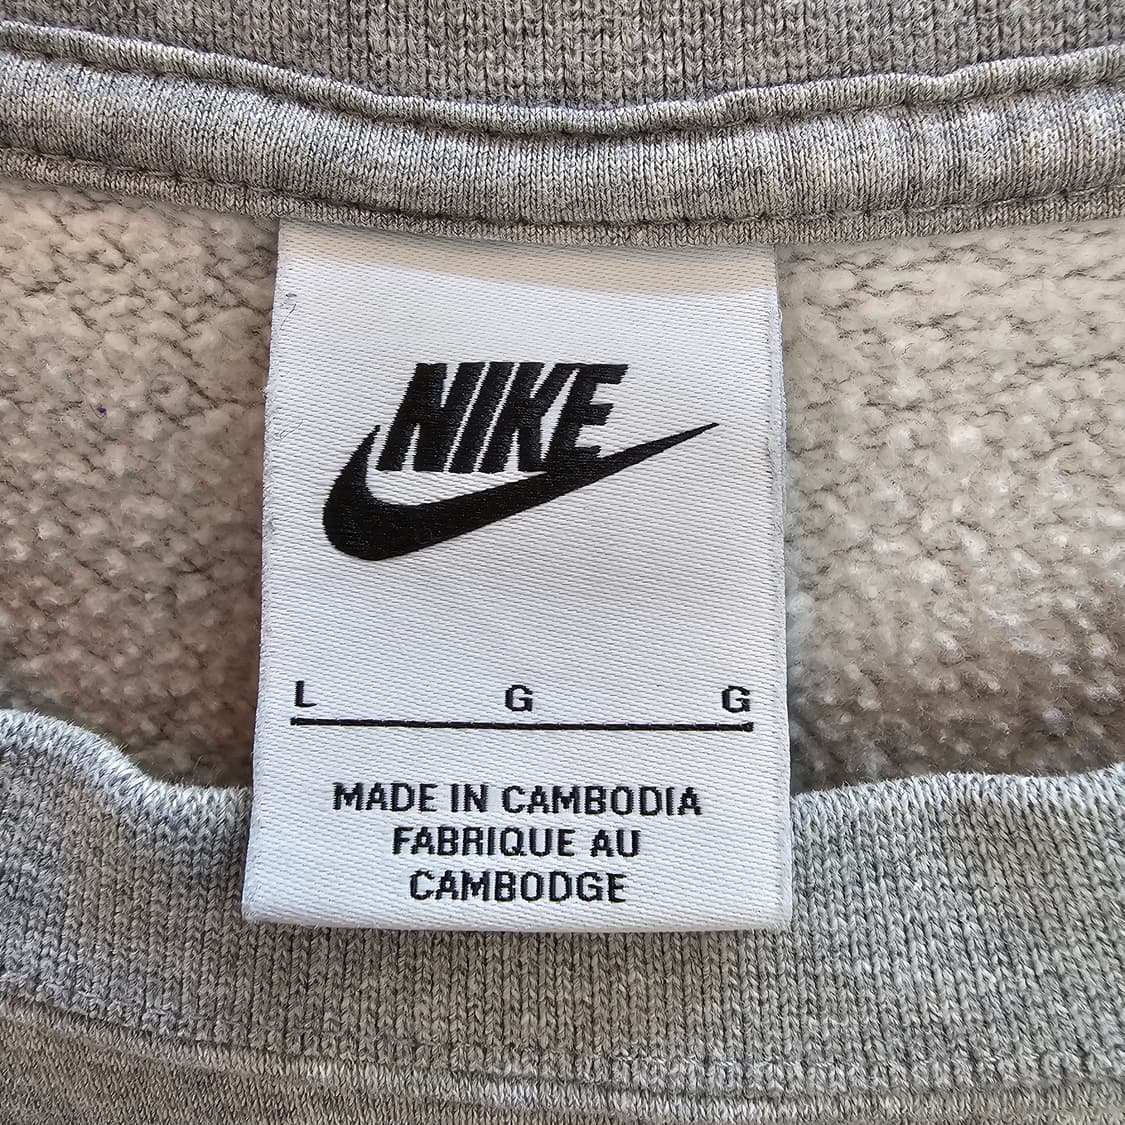 NIKE
L G G
MADE IN CAMBODIA
FABRIQUE AU
CAMBODGE